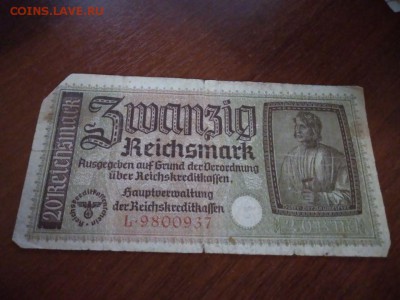 COINS.LAVE.RU
20 Reichsmark
Zwanzig
Reichsmark
Ausgegeben auf Grund der Verordnung
über Reichskreditkassen.
Hauptverwaltung
der Reichskreditkassen
L·9800937